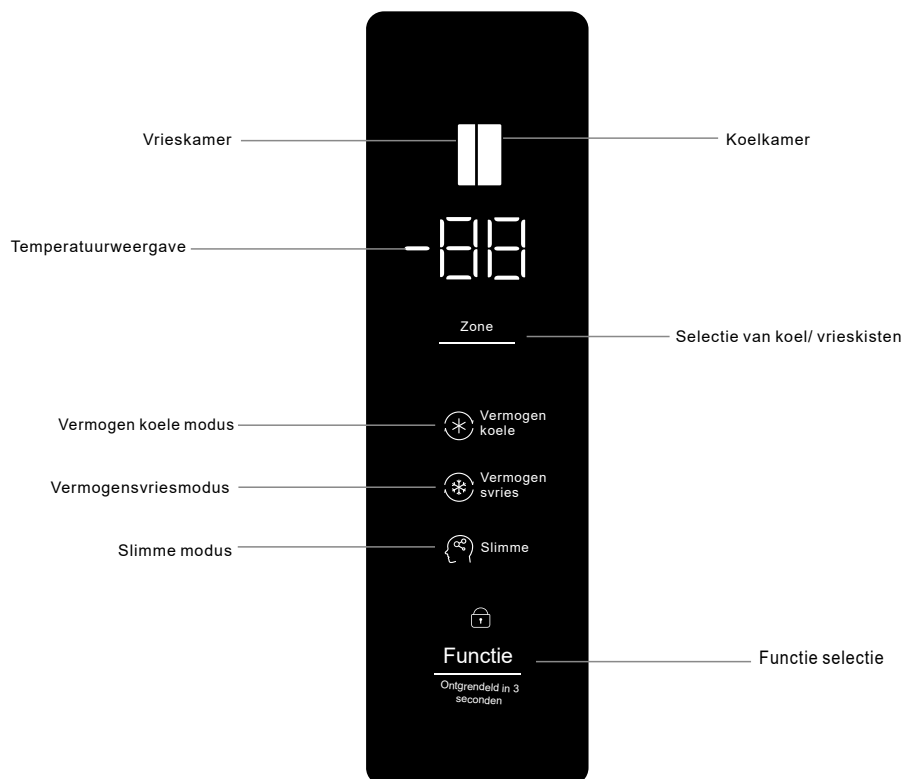 Vrieskamer
Koelkamer
Temperatuurweergave
-88
Zone
Selectie van koel/ vrieskisten
Vermogen koele modus
Vermogen
koele
Vermogensvriesmodus
Vermogen
svries
Slimme modus
Slimme
Functie
Functie selectie
Ontgrendeld in 3
seconden